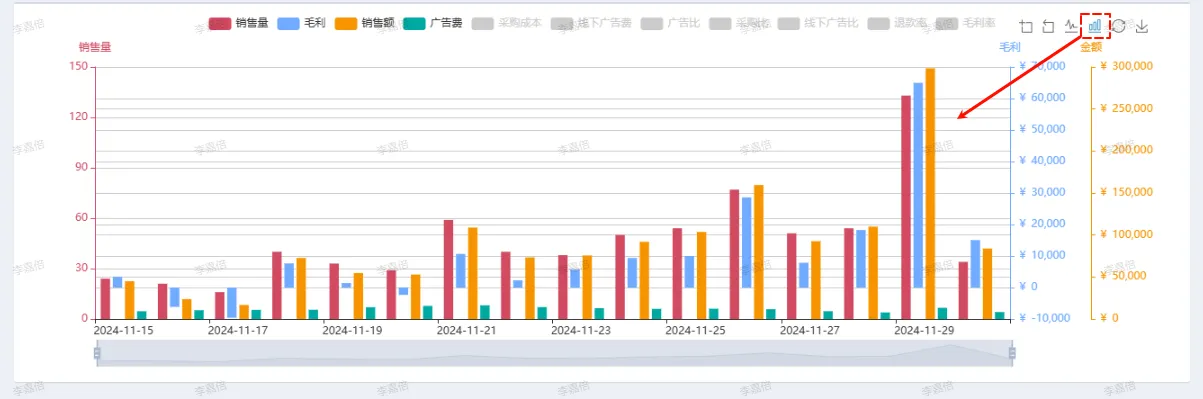 销售量 毛利 销售额 广告费 采购成本 线下广告费 广告比 采购比 线下广告比 退款率 毛利率
销售量 毛利 金额
150 ¥ 70,000 ¥ 300,000
¥ 60,000
120 ¥ 250,000
¥ 50,000
¥ 200,000
90 ¥ 40,000
¥ 30,000 ¥ 150,000
60
¥ 20,000
¥ 100,000
¥ 10,000
30 ¥ 50,000
¥ 0
0 ¥ -10,000 ¥ 0
2024-11-15 2024-11-17 2024-11-19 2024-11-21 2024-11-23 2024-11-25 2024-11-27 2024-11-29